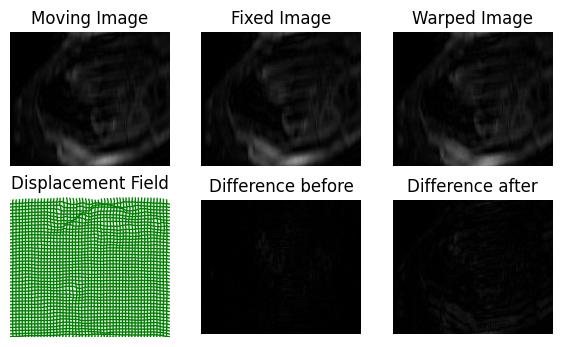 Moving Image
Fixed Image
Warped Image
Displacement Field
Difference before
Difference after